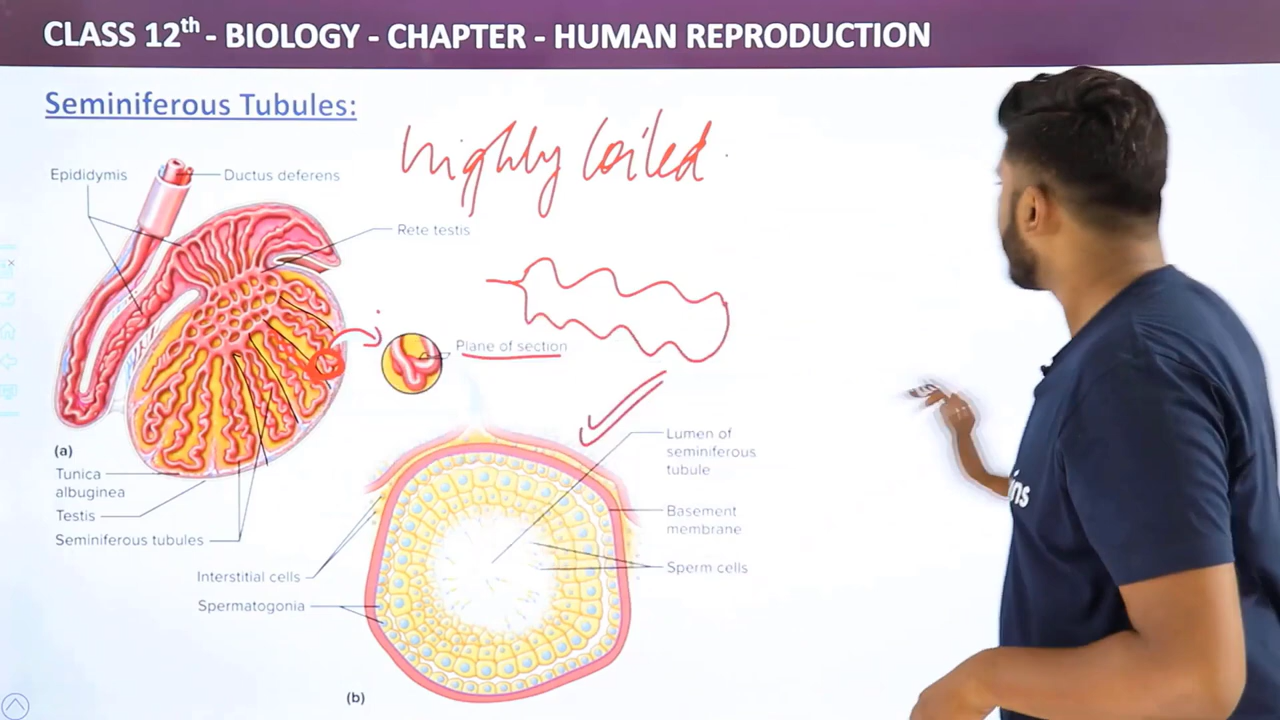 CLASS 12th - BIOLOGY - CHAPTER - HUMAN REPRODUCTION
Seminiferous Tubules:
highly coiled
Epididymis
Ductus deferens
Rete testis
Plane of section
(a)
Tunica
albuginea
Testis
Seminiferous tubules
Lumen of
seminiferous
tubule
Basement
membrane
Sperm cells
Interstitial cells
Spermatogonia
(b)